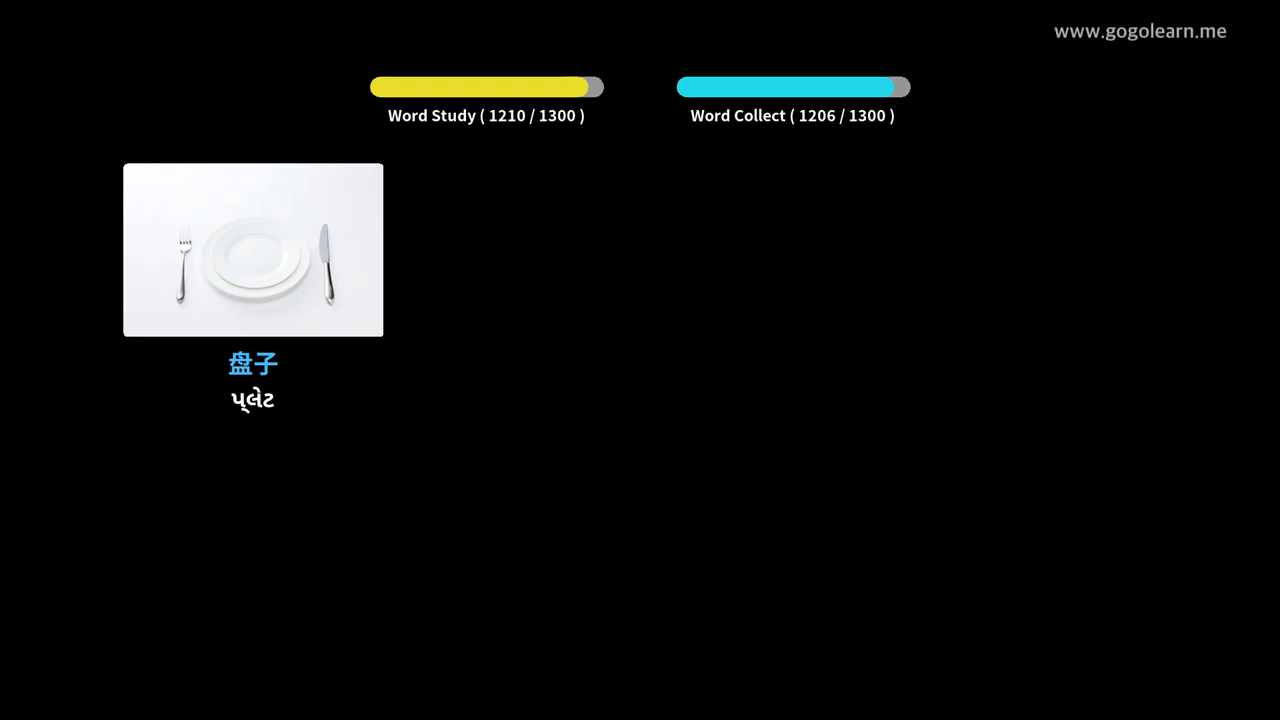 www.gogolearn.me
Word Study ( 1210 / 1300 )
Word Collect ( 1206 / 1300 )
盘子
પ્લેટ